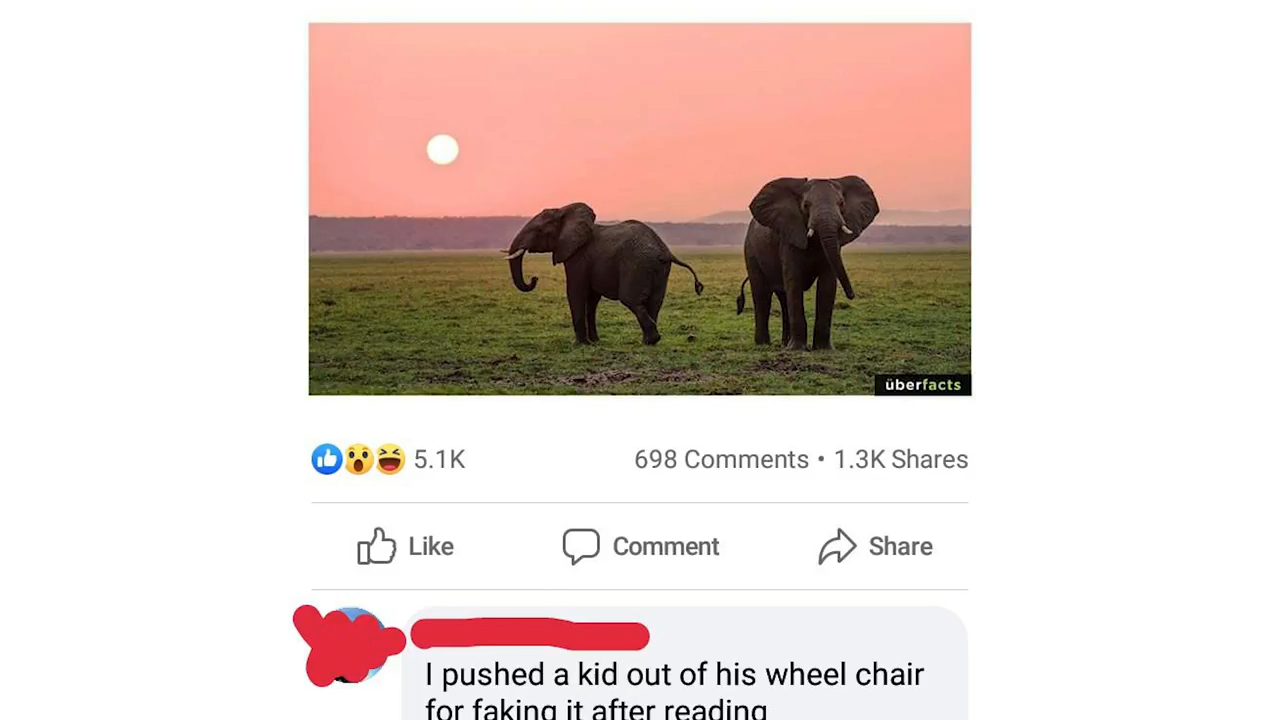 überfacts
5.1K 698 Comments • 1.3K Shares
Like Comment Share
I pushed a kid out of his wheel chair
for faking it after reading